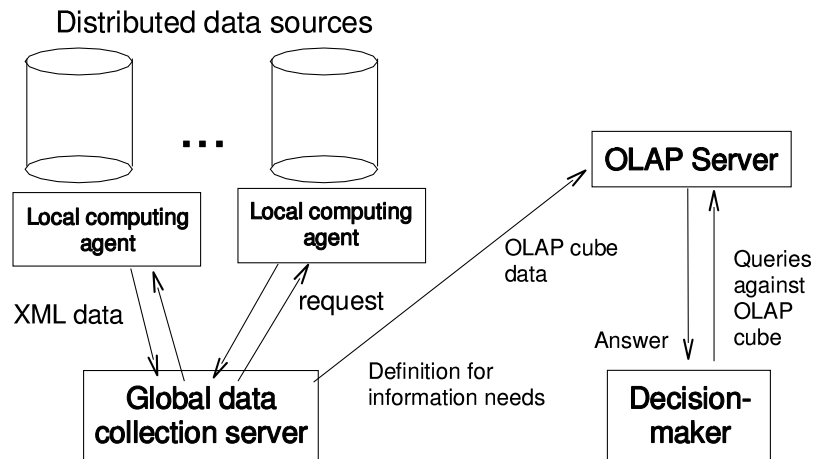 Distributed data sources
...
OLAP Server
Local computing
agent
Local computing
agent
OLAP cube
data
Queries
against
OLAP
cube
XML data
request
Answer
Definition for
information needs
Global data
collection server
Decision-
maker